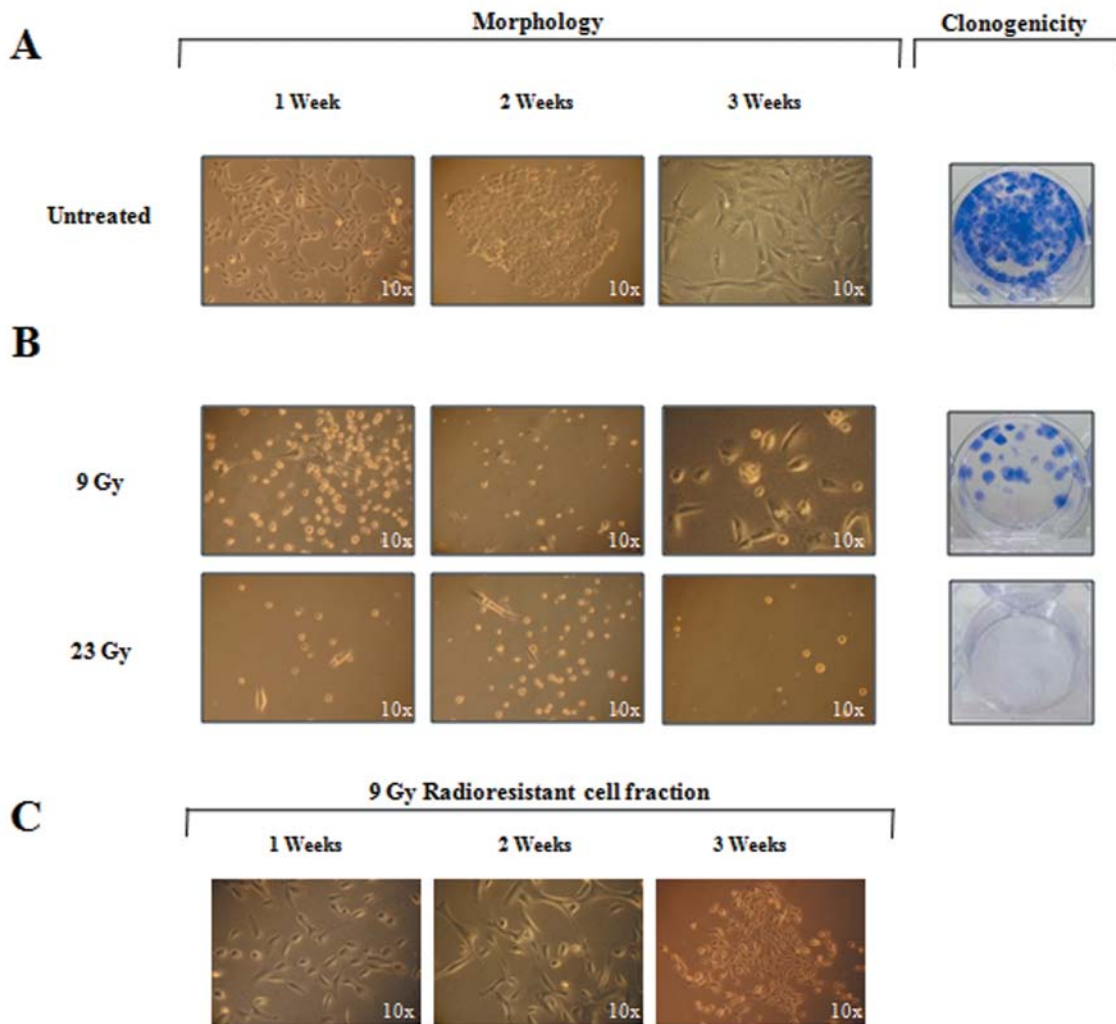 A
Morphology
Clonogenicity
1 Week
2 Weeks
3 Weeks
Untreated
10x
10x
10x
B
9 Gy
10x
10x
10x
23 Gy
10x
10x
10x
C
9 Gy Radioresistant cell fraction
1 Weeks
2 Weeks
3 Weeks
10x
10x
10x